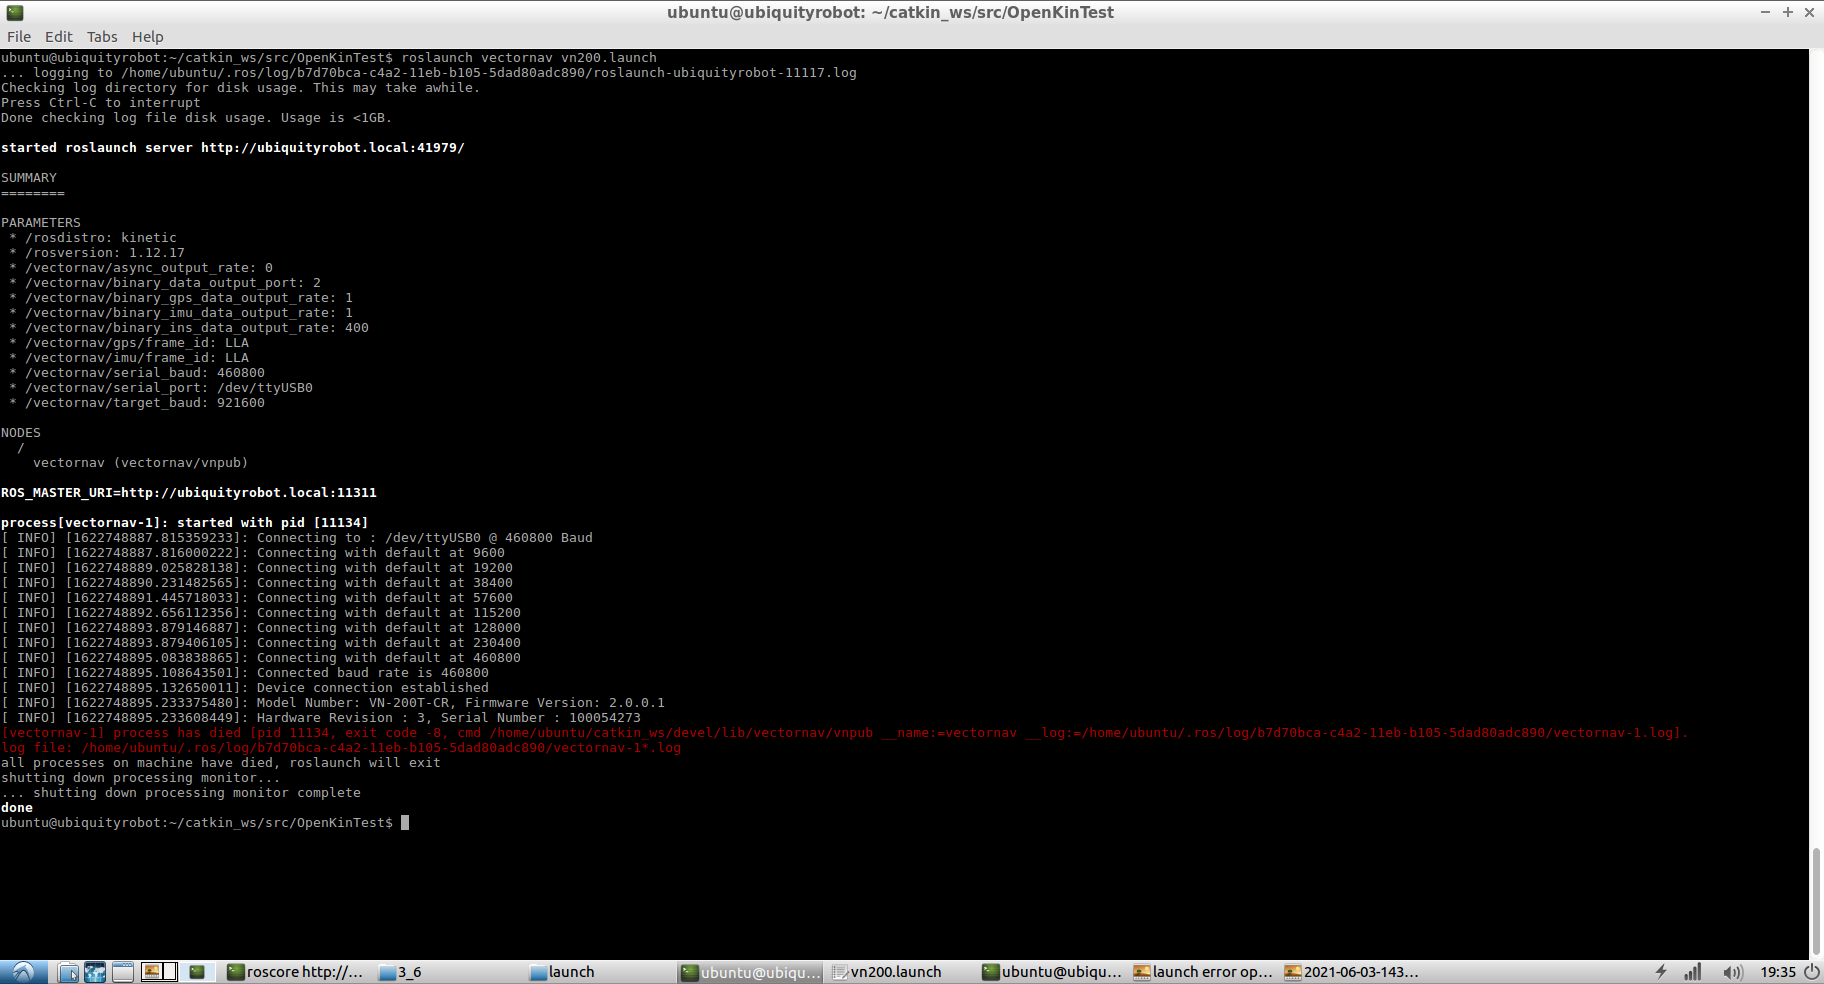 ubuntu@ubiquityrobot: ~/catkin_ws/src/OpenKinTest
File Edit Tabs Help
ubuntu@ubiquityrobot:~/catkin_ws/src/OpenKinTest$ roslaunch vectornav vn200.launch
... logging to /home/ubuntu/.ros/log/b7d70bca-c4a2-11eb-b105-5dad80adc890/roslaunch-ubiquityrobot-11117.log
Checking log directory for disk usage. This may take awhile.
Press Ctrl-C to interrupt
Done checking log file disk usage. Usage is <1GB.
started roslaunch server http://ubiquityrobot.local:41979/
SUMMARY
========
PARAMETERS
* /rosdistro: kinetic
* /rosversion: 1.12.17
* /vectornav/async_output_rate: 0
* /vectornav/binary_data_output_port: 2
* /vectornav/binary_gps_data_output_rate: 1
* /vectornav/binary_imu_data_output_rate: 1
* /vectornav/binary_ins_data_output_rate: 400
* /vectornav/gps/frame_id: LLA
* /vectornav/imu/frame_id: LLA
* /vectornav/serial_baud: 460800
* /vectornav/serial_port: /dev/ttyUSB0
* /vectornav/target_baud: 921600
NODES
/
vectornav (vectornav/vnpub)
ROS_MASTER_URI=http://ubiquityrobot.local:11311
process[vectornav-1]: started with pid [11134]
[ INFO] [1622748887.815359233]: Connecting to : /dev/ttyUSB0 @ 460800 Baud
[ INFO] [1622748887.816000222]: Connecting with default at 9600
[ INFO] [1622748889.025828138]: Connecting with default at 19200
[ INFO] [1622748890.231482565]: Connecting with default at 38400
[ INFO] [1622748891.445718033]: Connecting with default at 57600
[ INFO] [1622748892.656112356]: Connecting with default at 115200
[ INFO] [1622748893.879146887]: Connecting with default at 128000
[ INFO] [1622748893.879406105]: Connecting with default at 230400
[ INFO] [1622748895.083838865]: Connecting with default at 460800
[ INFO] [1622748895.108643501]: Connected baud rate is 460800
[ INFO] [1622748895.132650011]: Device connection established
[ INFO] [1622748895.233375480]: Model Number: VN-200T-CR, Firmware Version: 2.0.0.1
[ INFO] [1622748895.233608449]: Hardware Revision : 3, Serial Number : 100054273
[vectornav-1] process has died [pid 11134, exit code -8, cmd /home/ubuntu/catkin_ws/devel/lib/vectornav/vnpub __name:=vectornav __log:=/home/ubuntu/.ros/log/b7d70bca-c4a2-11eb-b105-5dad80adc890/vectornav-1.log].
log file: /home/ubuntu/.ros/log/b7d70bca-c4a2-11eb-b105-5dad80adc890/vectornav-1*.log
all processes on machine have died, roslaunch will exit
shutting down processing monitor...
... shutting down processing monitor complete
done
ubuntu@ubiquityrobot:~/catkin_ws/src/OpenKinTest$
roscore http://... 3_6 launch ubuntu@ubiqu... vn200.launch ubuntu@ubiqu... launch error op... 2021-06-03-143... 19:35